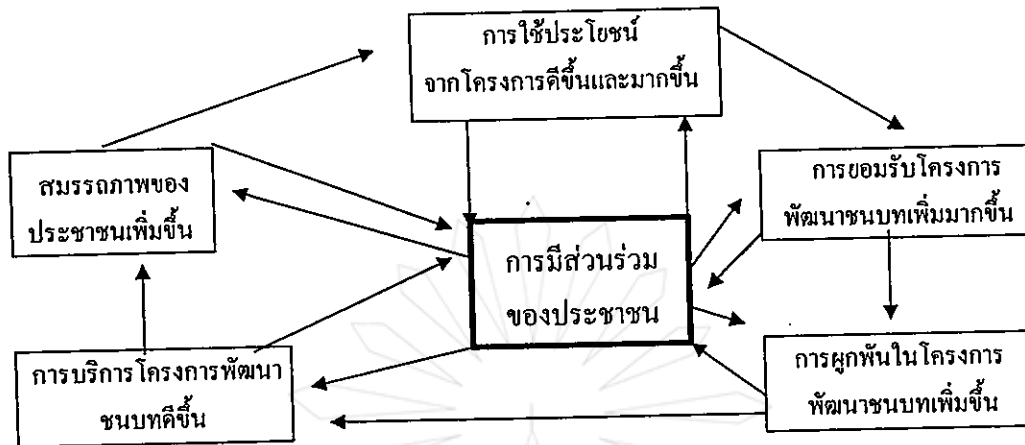 การใช้ประโยชน์
จากโครงการดีขึ้นและมากขึ้น
สมรรถภาพของ
ประชาชนเพิ่มขึ้น
การยอมรับโครงการ
พัฒนาชนบทเพิ่มมากขึ้น
การมีส่วนร่วม
ของประชาชน
การบริการโครงการพัฒนา
ชนบทดีขึ้น
การผูกพันในโครงการ
พัฒนาชนบทเพิ่มขึ้น